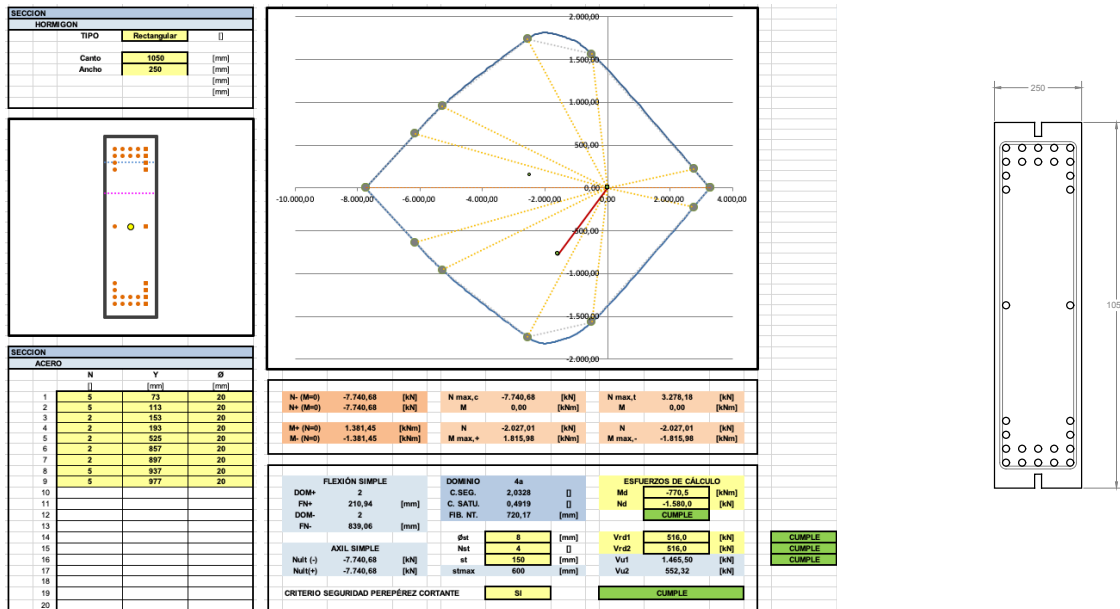 SECCION
HORMIGON
TIPO Rectangular []
Canto 1050 [mm]
Ancho 250 [mm]
[mm]
[mm]
2.000,00
1.500,00
1.000,00
500,00
0,00
-10.000,00 -8.000,00 -6.000,00 -4.000,00 -2.000,00 0,00 2.000,00 4.000,00
-500,00
-1.000,00
-1.500,00
-2.000,00
250
105
SECCION
ACERO
N Y Ø
[] [mm] [mm]
1 5 73 20
2 5 113 20
3 2 153 20
4 2 193 20
5 2 525 20
6 2 857 20
7 2 897 20
8 5 937 20
9 5 977 20
10
11
12
13
14
15
16
17
18
19
20
N- (M=0) -7.740,68 [kN] N max,c -7.740,68 [kN] N max,t 3.278,18 [kN]
N+ (M=0) -7.740,68 [kN] M 0,00 [kNm] M 0,00 [kNm]
M+ (N=0) 1.381,45 [kNm] N -2.027,01 [kN] N -2.027,01 [kN]
M- (N=0) -1.381,45 [kNm] M max,+ 1.815,98 [kNm] M max,- -1.815,98 [kNm]
FLEXIÓN SIMPLE DOMINIO 4a ESFUERZOS DE CÁLCULO
DOM+ 2 C.SEG. 2,0328 [] Md -770,5 [kNm]
FN+ 210,94 [mm] C. SATU. 0,4919 [] Nd -1.580,0 [kN]
DOM- 2 FIB. NT. 720,17 [mm] CUMPLE
FN- 839,06 [mm]
Øst 8 [mm] Vrd1 516,0 [kN] CUMPLE
AXIL SIMPLE Nst 4 [] Vrd2 516,0 [kN] CUMPLE
Nult (-) -7.740,68 [kN] st 150 [mm] Vu1 1.465,50 [kN] CUMPLE
Nult(+) -7.740,68 [kN] stmax 600 [mm] Vu2 552,32 [kN]
CRITERIO SEGURIDAD PEREPÉREZ CORTANTE SI CUMPLE